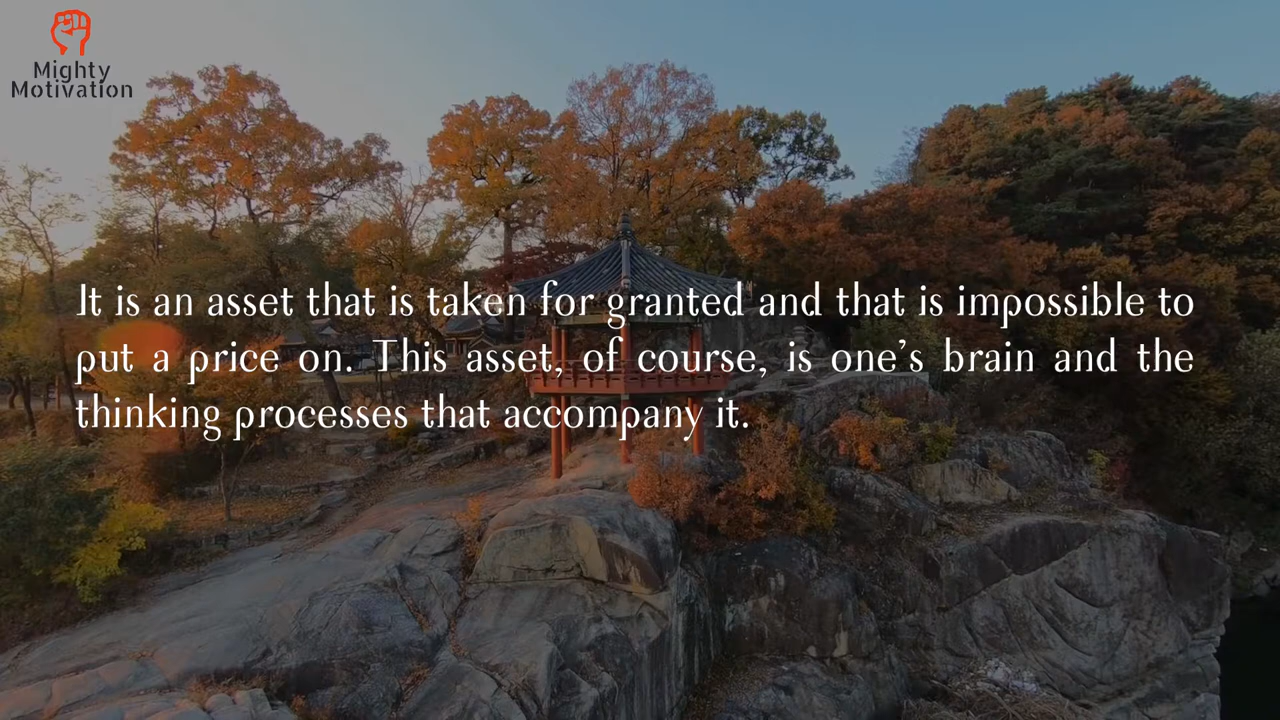 Mighty
Motivation
It is an asset that is taken for granted and that is impossible to
put a price on. This asset, of course, is one’s brain and the
thinking processes that accompany it.